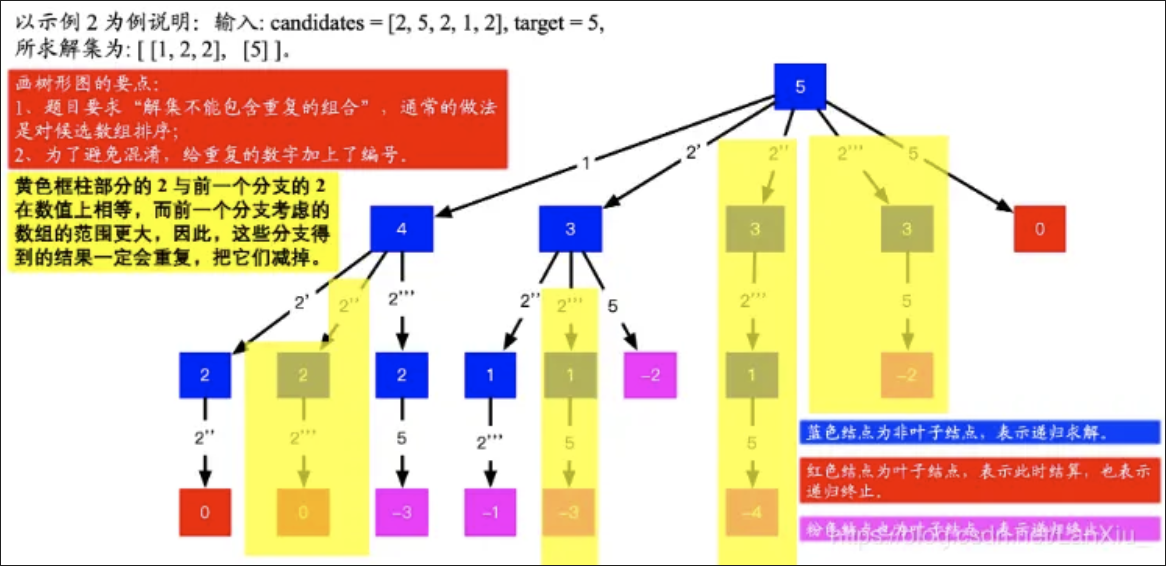 以示例 2 为例说明：输入: candidates = [2, 5, 2, 1, 2], target = 5,
所求解集为: [ [1, 2, 2],   [5] ]。
画树形图的要点：
1、题目要求“解集不能包含重复的组合”，通常的做法
是对候选数组排序；
2、为了避免混淆，给重复的数字加上了编号。
黄色框柱部分的 2 与前一个分支的 2
在数值上相等，而前一个分支考虑的
数组的范围更大，因此，这些分支得
到的结果一定会重复，把它们减掉。
5
1 2’ 2’’ 2’’’ 5
4 3 3 3 0
2’ 2’’ 2’’’ 2’’ 2’’’ 5 2’’’ 5
2 2 2 1 1 −2 1 −2
2’’ 2’’’ 5 2’’’ 5 5
0 0 −3 −1 −3 −4
蓝色结点为非叶子结点，表示递归求解。
红色结点为叶子结点，表示此时结算，也表示
递归终止。
粉色结点也为叶子结点，表示递归终止
https://blog.csdn.net/LanXiu_